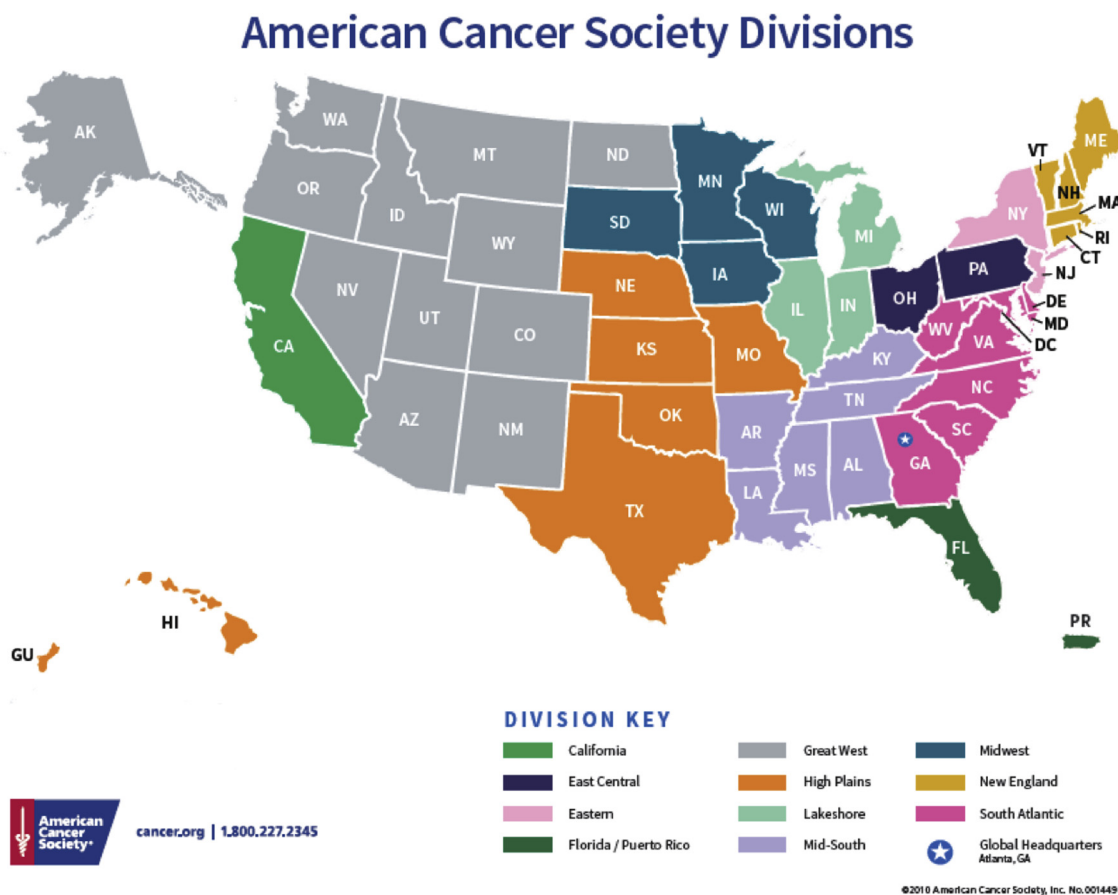 American Cancer Society Divisions
AK
WA
MT
ND
MN
VT
ME
OR
ID
SD
WI
MI
NY
NH
MA
RI
CT
WY
NV
UT
CO
NE
IA
IL
IN
OH
PA
NJ
DE
MD
DC
CA
KS
MO
KY
WV
VA
AZ
NM
OK
AR
TN
NC
SC
TX
LA
MS
AL
GA
FL
HI
GU
PR
DIVISION KEY
California
Great West
Midwest
East Central
High Plains
New England
Eastern
Lakeshore
South Atlantic
Florida / Puerto Rico
Mid-South
Global Headquarters
Atlanta, GA
American
Cancer
Society
cancer.org | 1.800.227.2345
©2010 American Cancer Society, Inc. No.001449